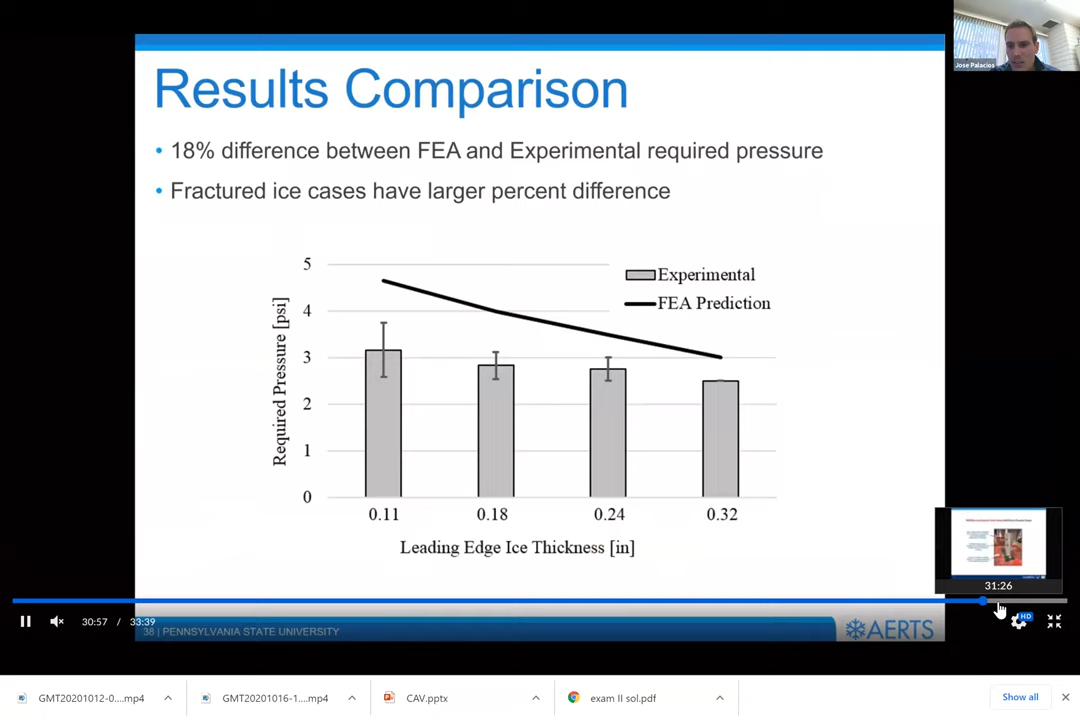 Jose Palacios
Results Comparison
• 18% difference between FEA and Experimental required pressure
• Fractured ice cases have larger percent difference
5
4
3
2
1
0
Required Pressure [psi]
Experimental
FEA Prediction
0.11 0.18 0.24 0.32
Leading Edge Ice Thickness [in]
31:26
30:57 / 33:39
HD
38 | PENNSYLVANIA STATE UNIVERSITY
AERTS
GMT20201012-0....mp4 GMT20201016-1....mp4 CAV.pptx exam II sol.pdf Show all